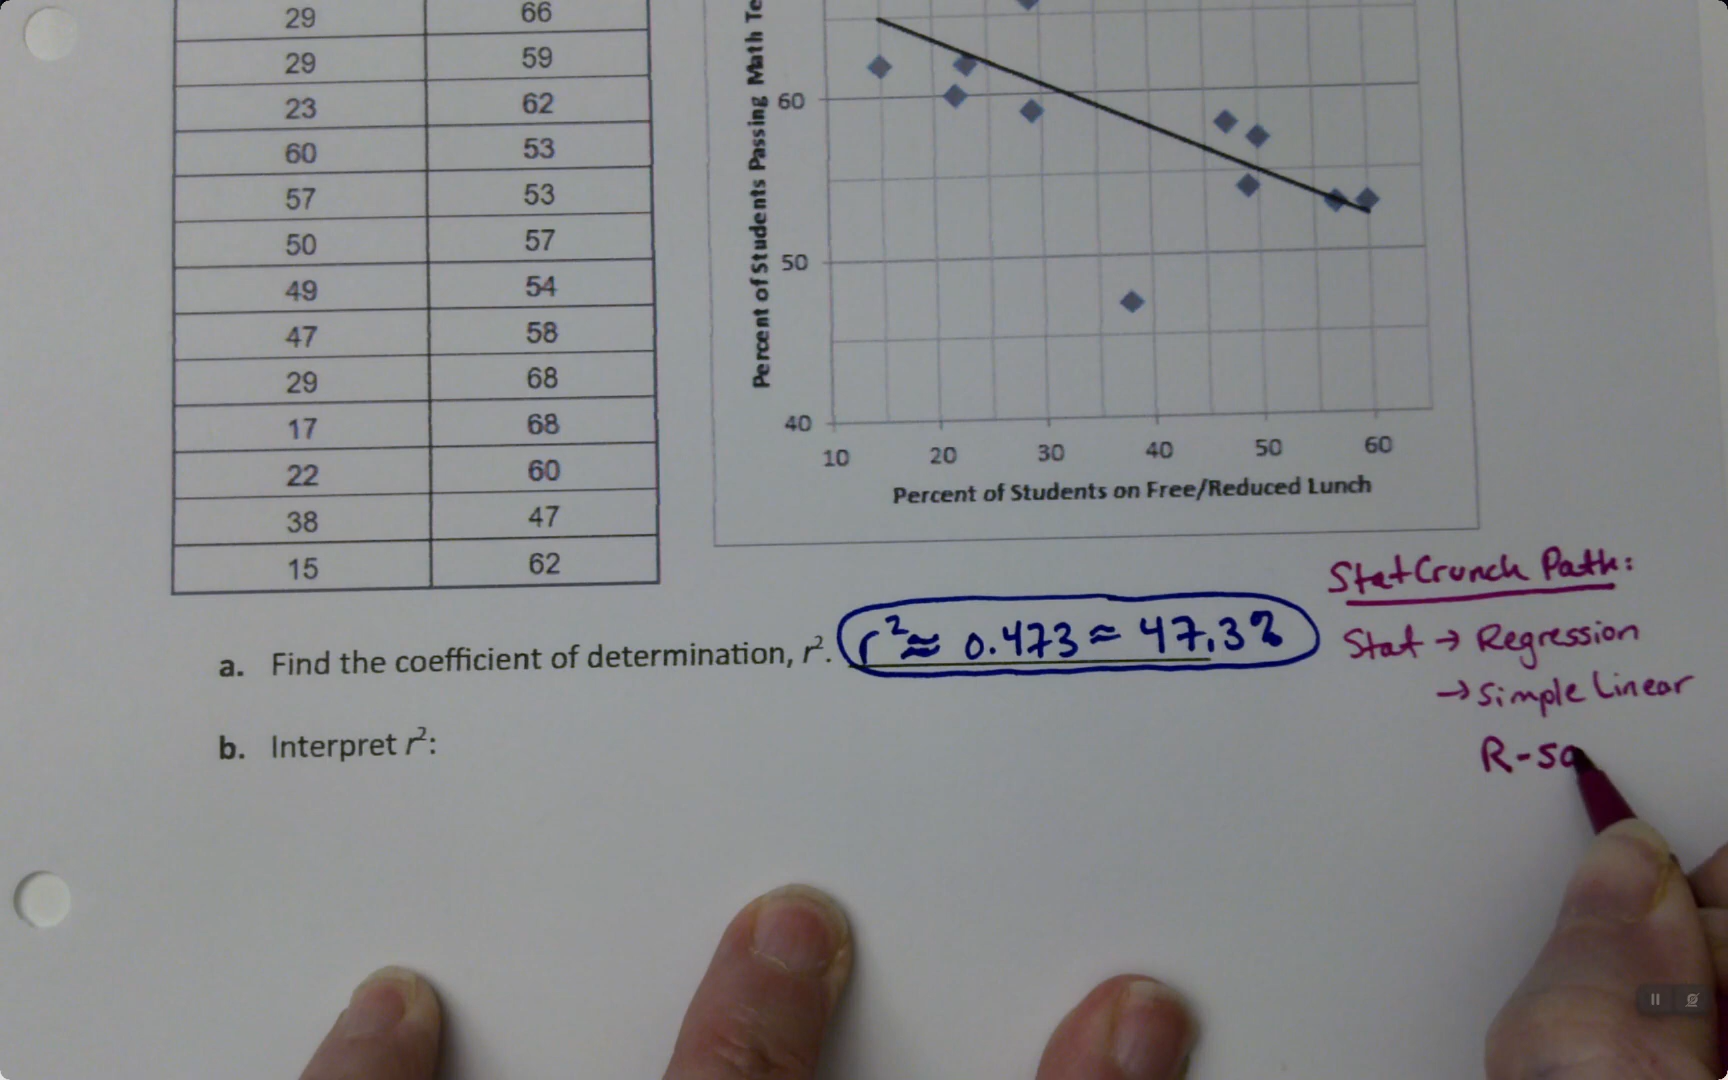 29 66
29 59
23 62
60 53
57 53
50 57
49 54
47 58
29 68
17 68
22 60
38 47
15 62
Percent of Students Passing Math Te
60
50
40
10 20 30 40 50 60
Percent of Students on Free/Reduced Lunch
a. Find the coefficient of determination, r². r² ≈ 0.473 ≈ 47.3%
b. Interpret r²:
StatCrunch Path:
Stat → Regression
→ Simple Linear
R-sq